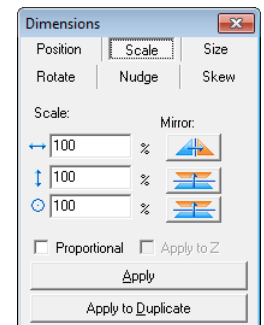 Dimensions
Position Scale Size
Rotate Nudge Skew
Scale:
Mirror:
100 %
100 %
100 %
Proportional Apply to Z
Apply
Apply to Duplicate